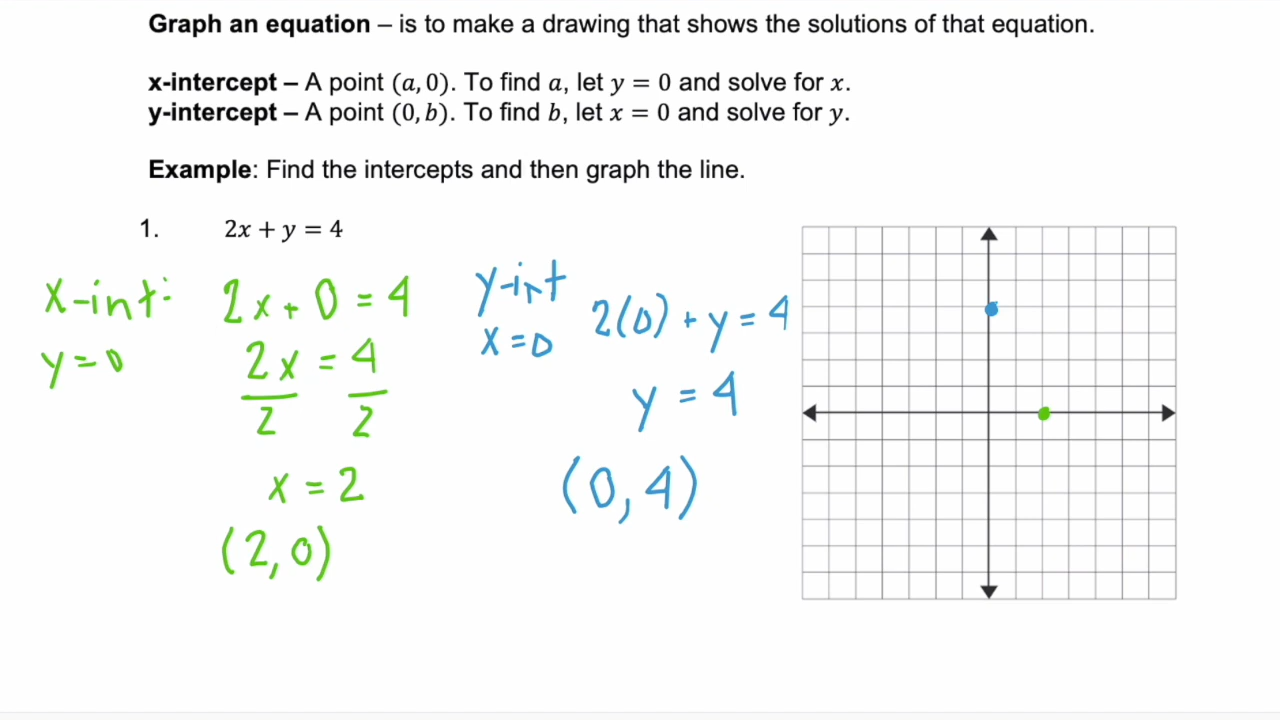 Graph an equation – is to make a drawing that shows the solutions of that equation.
x-intercept – A point (a, 0). To find a, let y = 0 and solve for x.
y-intercept – A point (0, b). To find b, let x = 0 and solve for y.
Example: Find the intercepts and then graph the line.
1. 2x + y = 4
x-int:
y=0
2x + 0 = 4
2x = 4
2 2
x = 2
(2,0)
y-int
x=0
2(0) + y = 4
y = 4
(0,4)